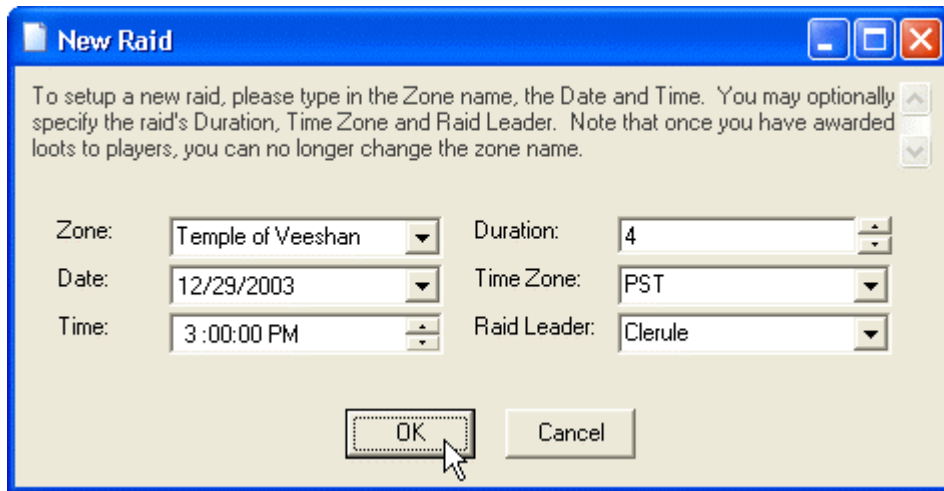 New Raid
To setup a new raid, please type in the Zone name, the Date and Time.  You may optionally
specify the raid's Duration, Time Zone and Raid Leader.  Note that once you have awarded
loots to players, you can no longer change the zone name.
Zone: Temple of Veeshan Duration: 4
Date: 12/29/2003 Time Zone: PST
Time: 3 :00:00 PM Raid Leader: Clerule
OK Cancel